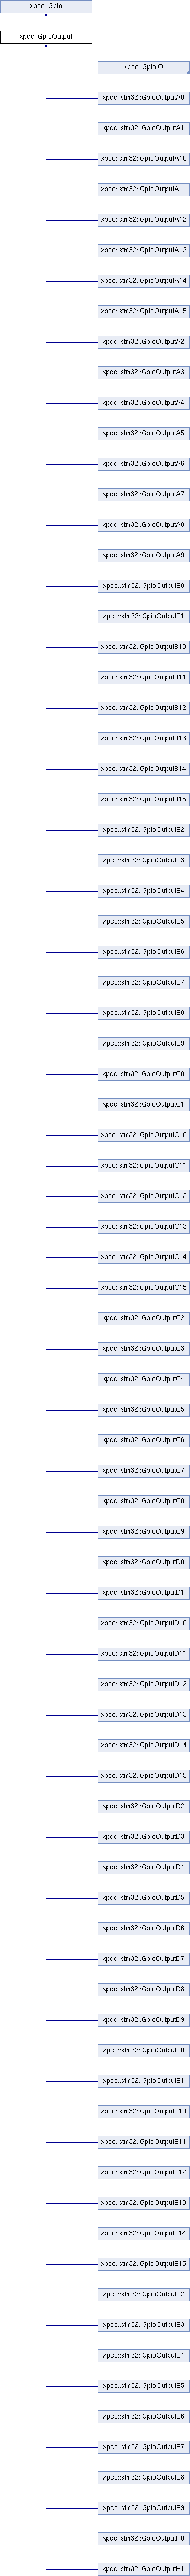 xpcc::Gpio
xpcc::GpioOutput
xpcc::GpioIO
xpcc::stm32::GpioOutputA0
xpcc::stm32::GpioOutputA1
xpcc::stm32::GpioOutputA10
xpcc::stm32::GpioOutputA11
xpcc::stm32::GpioOutputA12
xpcc::stm32::GpioOutputA13
xpcc::stm32::GpioOutputA14
xpcc::stm32::GpioOutputA15
xpcc::stm32::GpioOutputA2
xpcc::stm32::GpioOutputA3
xpcc::stm32::GpioOutputA4
xpcc::stm32::GpioOutputA5
xpcc::stm32::GpioOutputA6
xpcc::stm32::GpioOutputA7
xpcc::stm32::GpioOutputA8
xpcc::stm32::GpioOutputA9
xpcc::stm32::GpioOutputB0
xpcc::stm32::GpioOutputB1
xpcc::stm32::GpioOutputB10
xpcc::stm32::GpioOutputB11
xpcc::stm32::GpioOutputB12
xpcc::stm32::GpioOutputB13
xpcc::stm32::GpioOutputB14
xpcc::stm32::GpioOutputB15
xpcc::stm32::GpioOutputB2
xpcc::stm32::GpioOutputB3
xpcc::stm32::GpioOutputB4
xpcc::stm32::GpioOutputB5
xpcc::stm32::GpioOutputB6
xpcc::stm32::GpioOutputB7
xpcc::stm32::GpioOutputB8
xpcc::stm32::GpioOutputB9
xpcc::stm32::GpioOutputC0
xpcc::stm32::GpioOutputC1
xpcc::stm32::GpioOutputC10
xpcc::stm32::GpioOutputC11
xpcc::stm32::GpioOutputC12
xpcc::stm32::GpioOutputC13
xpcc::stm32::GpioOutputC14
xpcc::stm32::GpioOutputC15
xpcc::stm32::GpioOutputC2
xpcc::stm32::GpioOutputC3
xpcc::stm32::GpioOutputC4
xpcc::stm32::GpioOutputC5
xpcc::stm32::GpioOutputC6
xpcc::stm32::GpioOutputC7
xpcc::stm32::GpioOutputC8
xpcc::stm32::GpioOutputC9
xpcc::stm32::GpioOutputD0
xpcc::stm32::GpioOutputD1
xpcc::stm32::GpioOutputD10
xpcc::stm32::GpioOutputD11
xpcc::stm32::GpioOutputD12
xpcc::stm32::GpioOutputD13
xpcc::stm32::GpioOutputD14
xpcc::stm32::GpioOutputD15
xpcc::stm32::GpioOutputD2
xpcc::stm32::GpioOutputD3
xpcc::stm32::GpioOutputD4
xpcc::stm32::GpioOutputD5
xpcc::stm32::GpioOutputD6
xpcc::stm32::GpioOutputD7
xpcc::stm32::GpioOutputD8
xpcc::stm32::GpioOutputD9
xpcc::stm32::GpioOutputE0
xpcc::stm32::GpioOutputE1
xpcc::stm32::GpioOutputE10
xpcc::stm32::GpioOutputE11
xpcc::stm32::GpioOutputE12
xpcc::stm32::GpioOutputE13
xpcc::stm32::GpioOutputE14
xpcc::stm32::GpioOutputE15
xpcc::stm32::GpioOutputE2
xpcc::stm32::GpioOutputE3
xpcc::stm32::GpioOutputE4
xpcc::stm32::GpioOutputE5
xpcc::stm32::GpioOutputE6
xpcc::stm32::GpioOutputE7
xpcc::stm32::GpioOutputE8
xpcc::stm32::GpioOutputE9
xpcc::stm32::GpioOutputH0
xpcc::stm32::GpioOutputH1